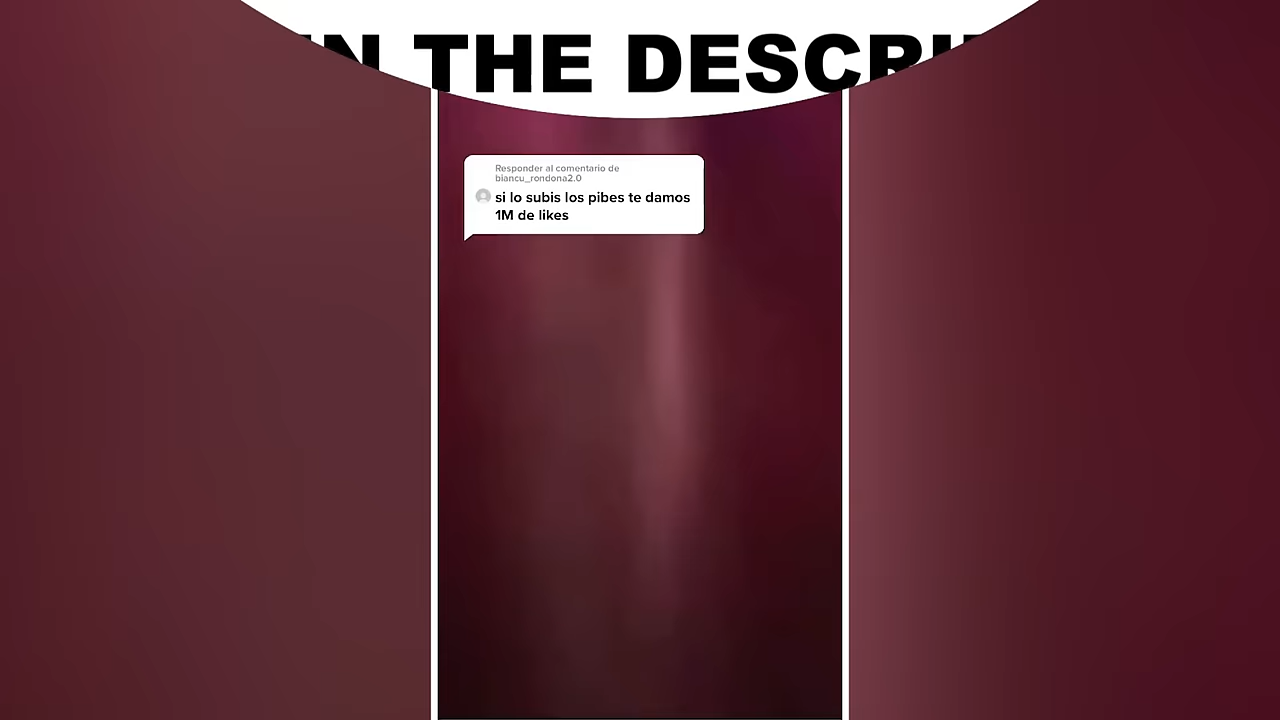 THE DESCR
Responder al comentario de
biancu_rondona2.0
si lo subis los pibes te damos
1M de likes